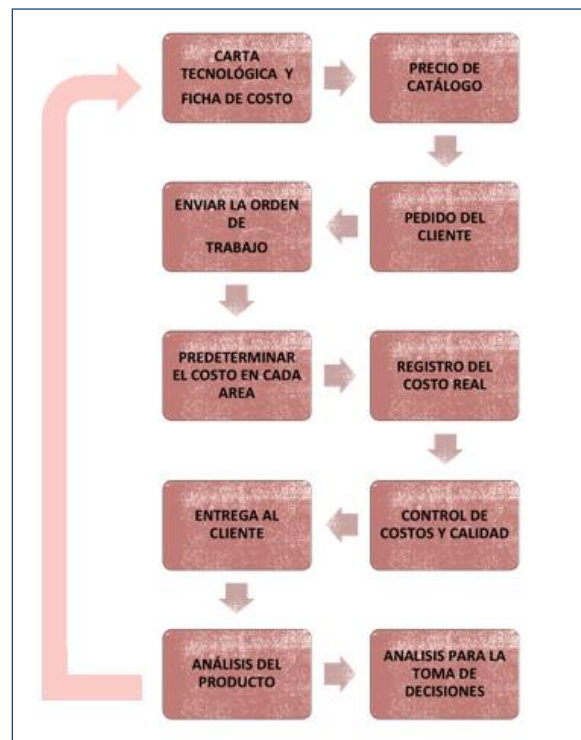 CARTA
TECNOLÓGICA Y
FICHA DE COSTO
PRECIO DE
CATÁLOGO
PEDIDO DEL
CLIENTE
ENVIAR LA ORDEN
DE
TRABAJO
PREDETERMINAR
EL COSTO EN CADA
AREA
REGISTRO DEL
COSTO REAL
CONTROL DE
COSTOS Y CALIDAD
ENTREGA AL
CLIENTE
ANÁLISIS DEL
PRODUCTO
ANALISIS PARA LA
TOMA DE
DECISIONES